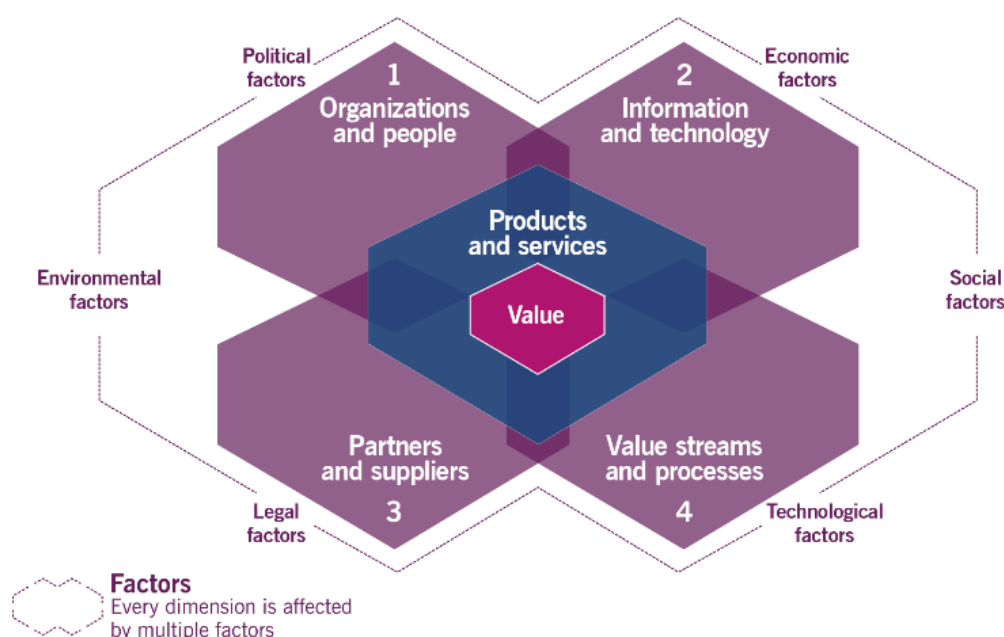 Political
factors
Economic
factors
1
Organizations
and people
2
Information
and technology
Products
and services
Environmental
factors
Value
Social
factors
Partners
and suppliers
3
Value streams
and processes
4
Legal
factors
Technological
factors
Factors
Every dimension is affected
by multiple factors